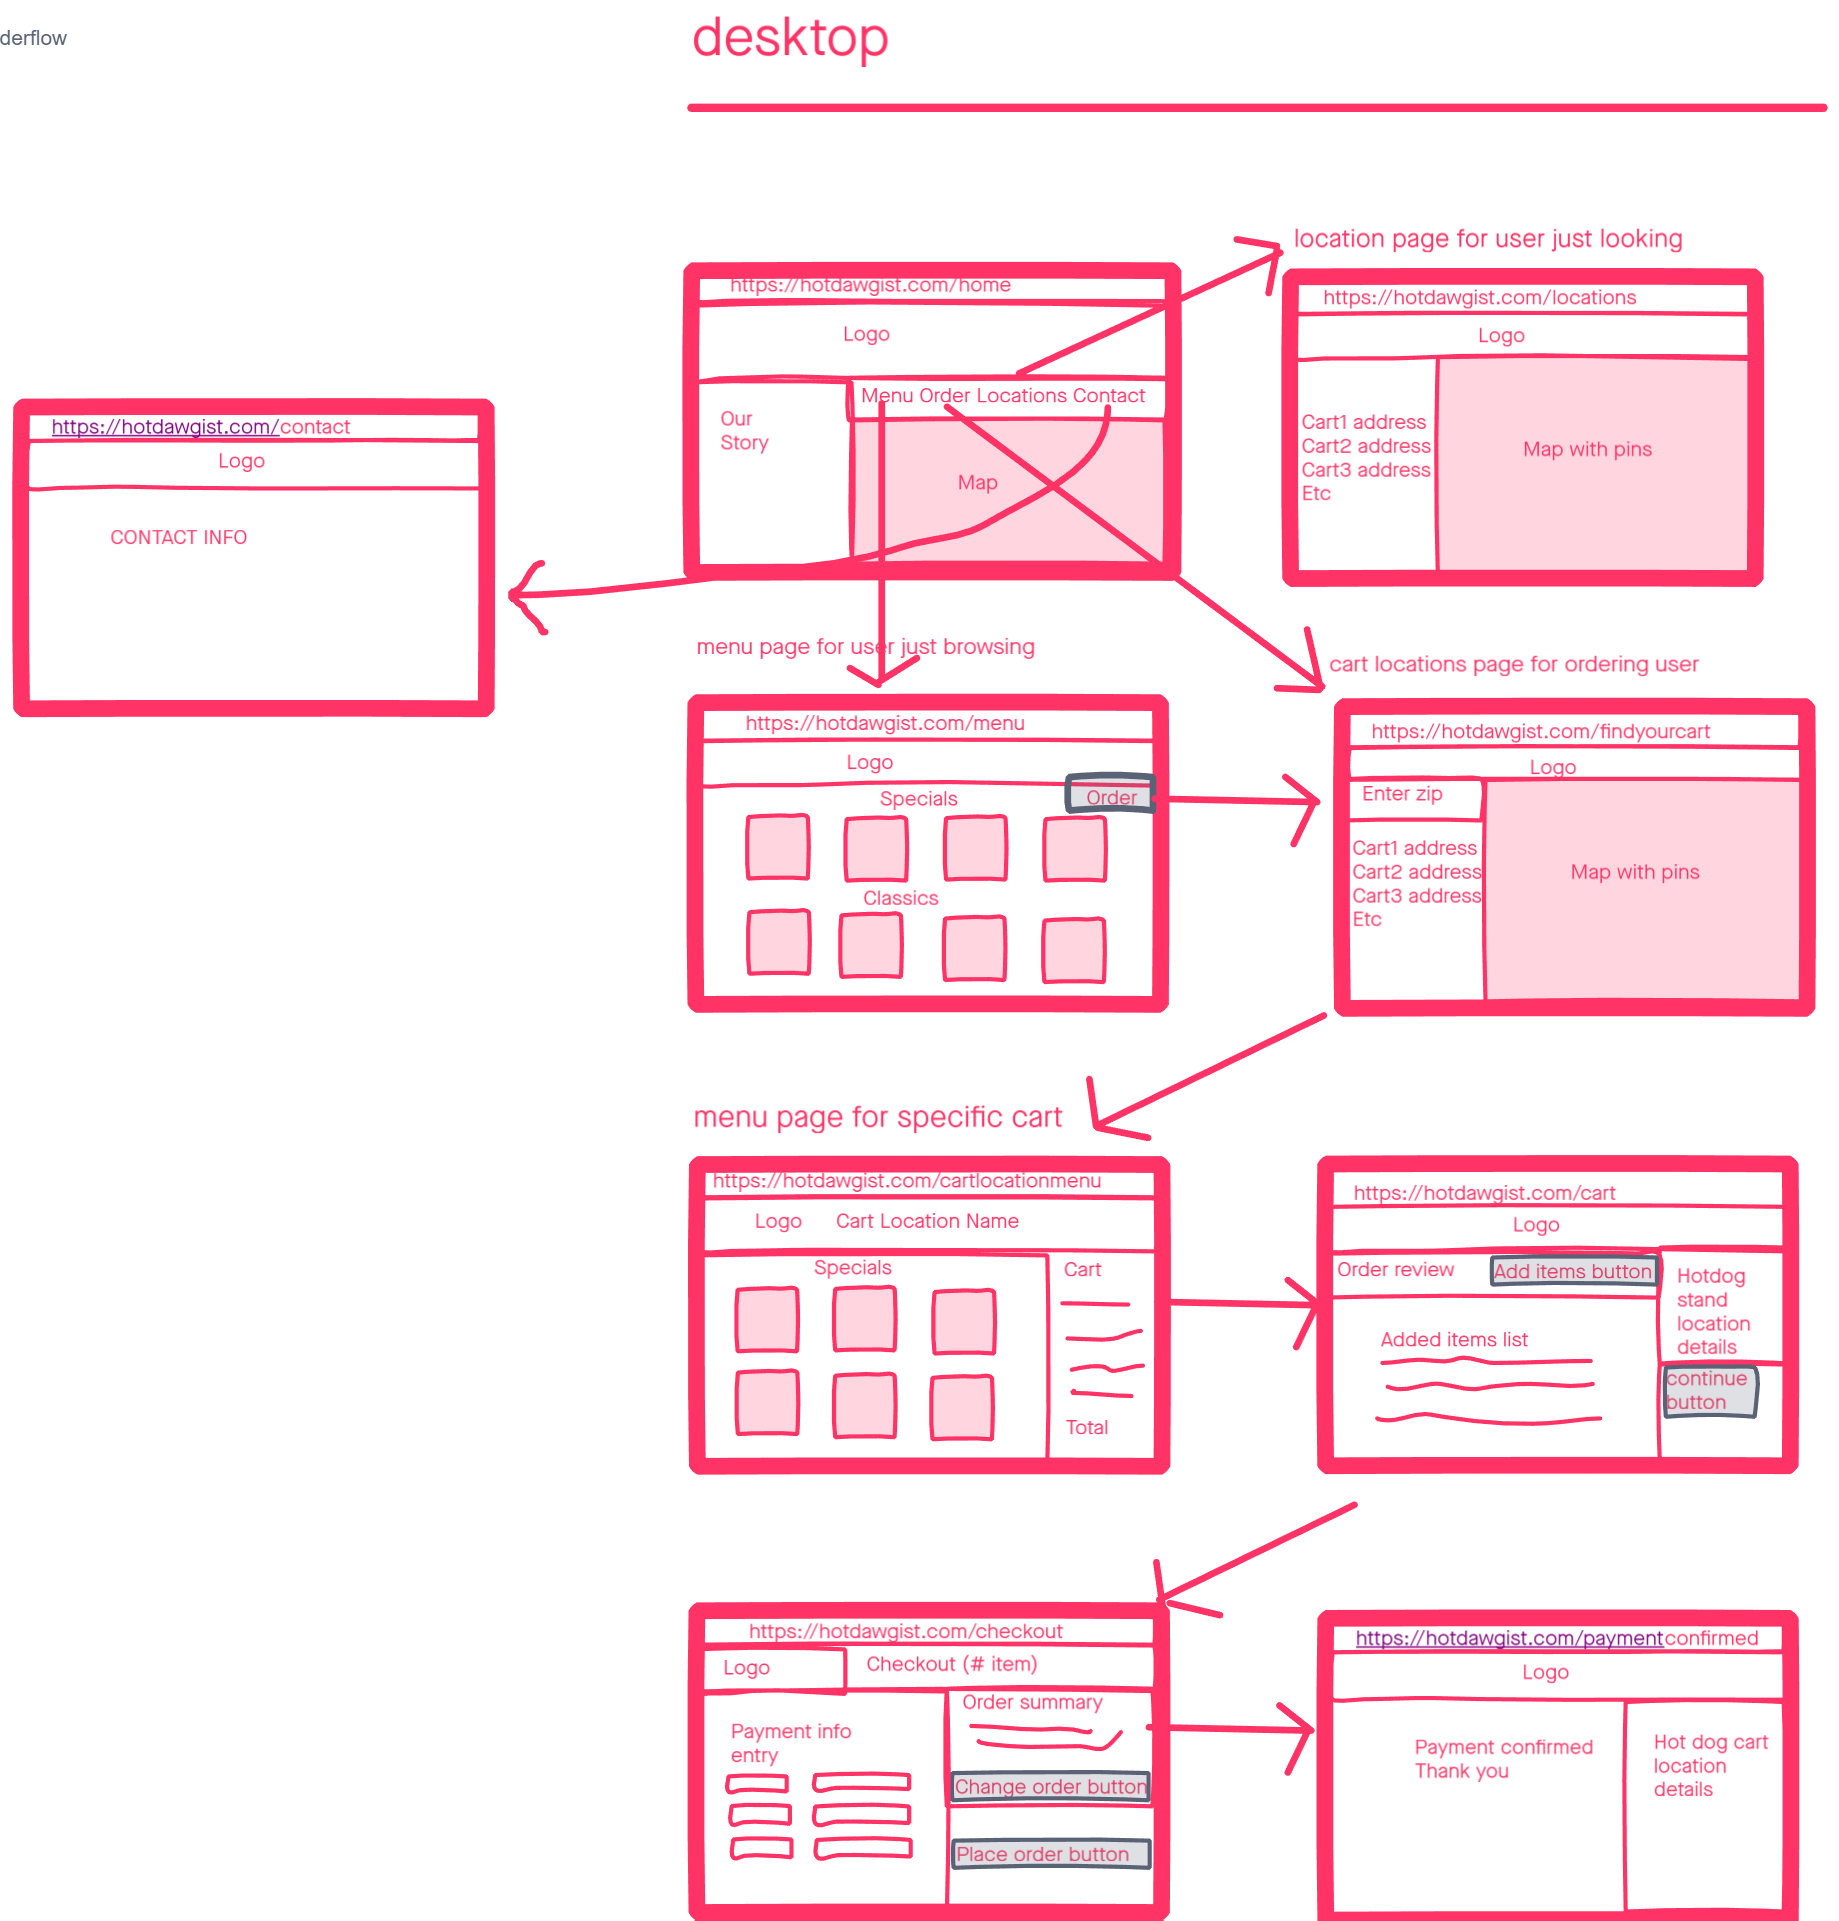 derflow
desktop
location page for user just looking
https://hotdawgist.com/home
Logo
Our
Story
Menu Order Locations Contact
Map
https://hotdawgist.com/locations
Logo
Cart1 address
Cart2 address
Cart3 address
Etc
Map with pins
https://hotdawgist.com/contact
Logo
CONTACT INFO
menu page for user just browsing
https://hotdawgist.com/menu
Logo
Order
Specials
Classics
cart locations page for ordering user
https://hotdawgist.com/findyourcart
Logo
Enter zip
Cart1 address
Cart2 address
Cart3 address
Etc
Map with pins
menu page for specific cart
https://hotdawgist.com/cartlocationmenu
Logo Cart Location Name
Specials
Cart
Total
https://hotdawgist.com/cart
Logo
Order review
Add items button
Added items list
Hotdog
stand
location
details
continue
button
https://hotdawgist.com/checkout
Logo
Checkout (# item)
Payment info
entry
Order summary
Change order button
Place order button
https://hotdawgist.com/paymentconfirmed
Logo
Payment confirmed
Thank you
Hot dog cart
location
details